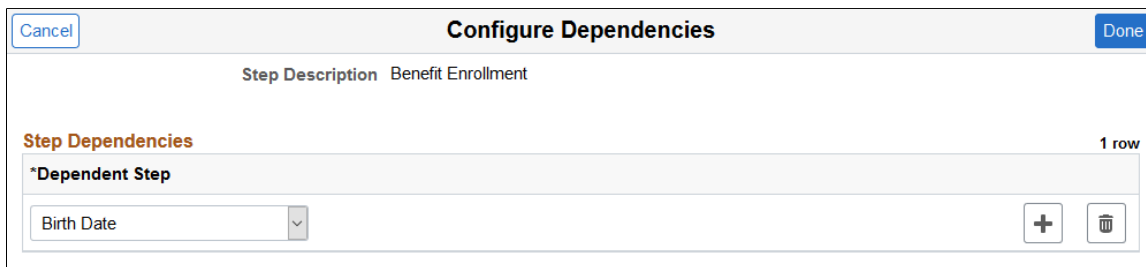 Cancel Configure Dependencies Done
Step Description Benefit Enrollment
Step Dependencies 1 row
*Dependent Step
Birth Date